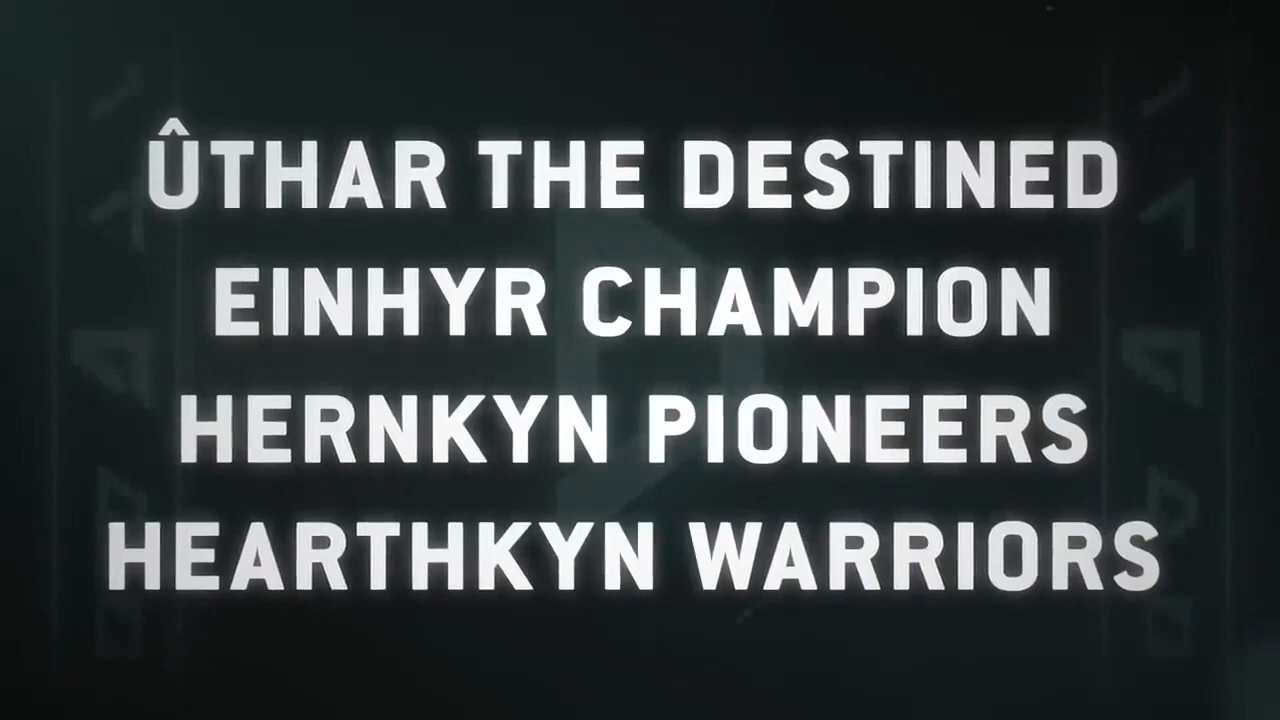 ÛTHAR THE DESTINED
EINHYR CHAMPION
HERNKYN PIONEERS
HEARTHKYN WARRIORS